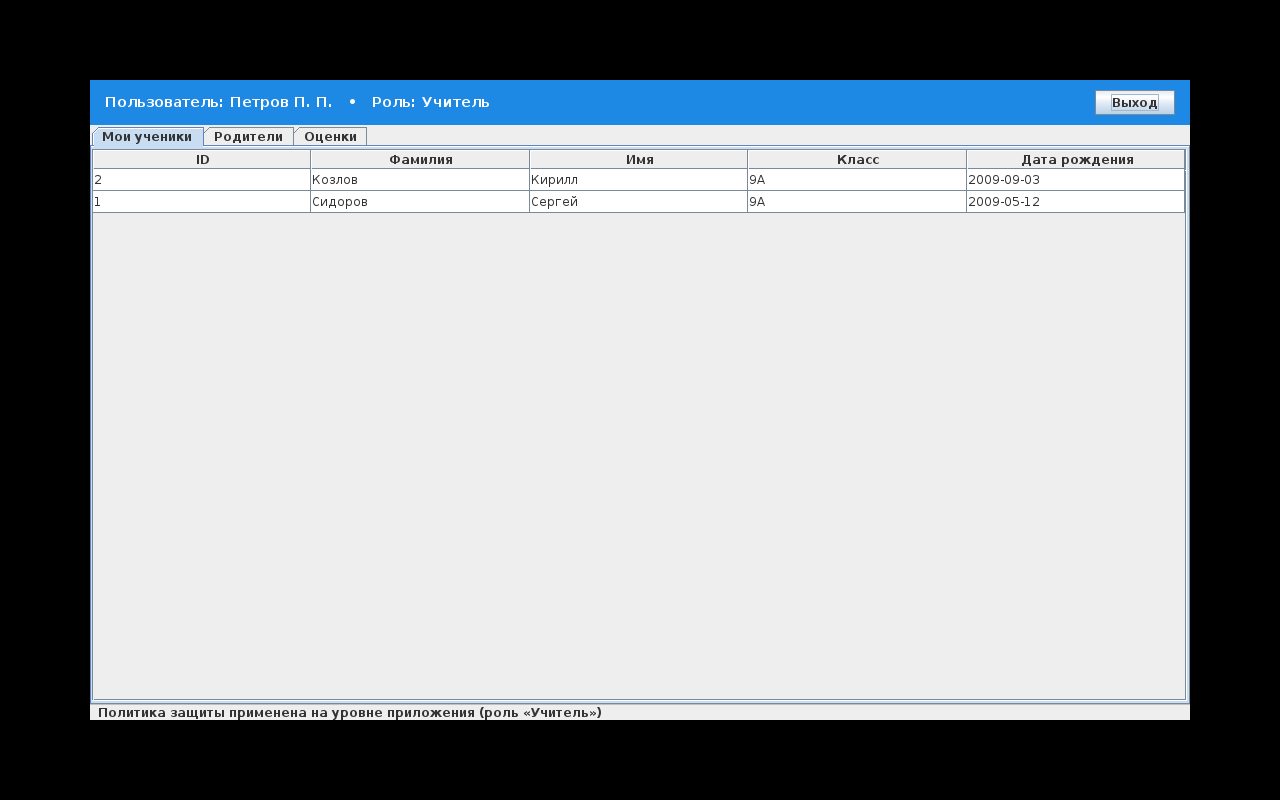 Пользователь: Петров П. П.   •   Роль: Учитель
Выход
Мои ученики Родители Оценки
ID Фамилия Имя Класс Дата рождения
2 Козлов Кирилл 9А 2009-09-03
1 Сидоров Сергей 9А 2009-05-12
Политика защиты применена на уровне приложения (роль «Учитель»)